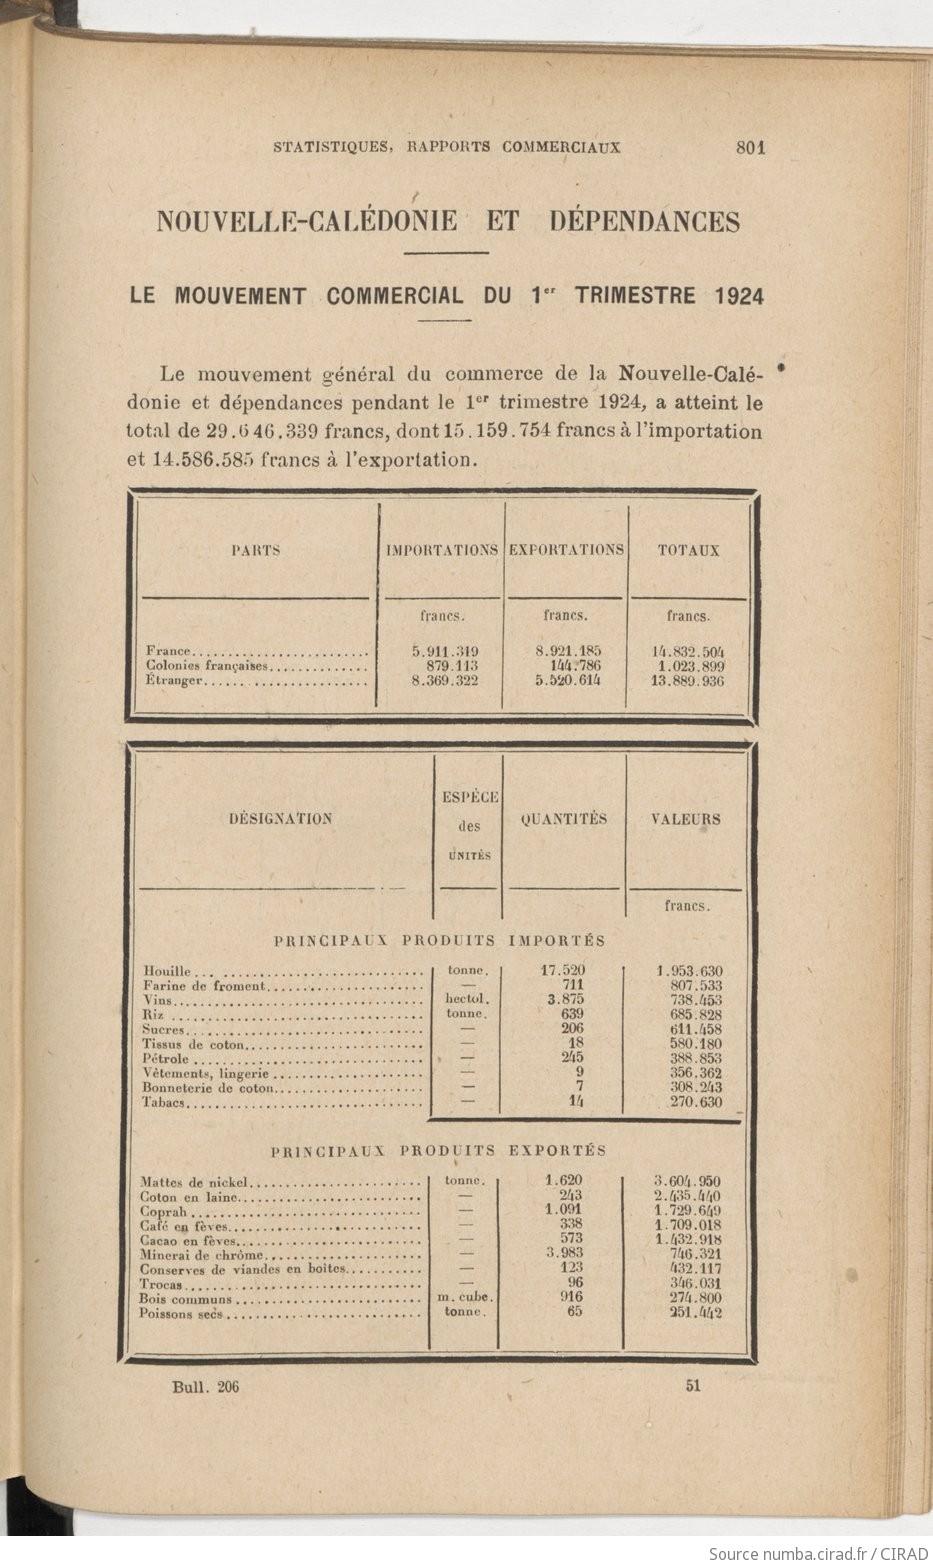 STATISTIQUES, RAPPORTS COMMERCIAUX 801
NOUVELLE-CALÉDONIE ET DÉPENDANCES
LE MOUVEMENT COMMERCIAL DU 1er TRIMESTRE 1924
Le mouvement général du commerce de la Nouvelle-Calé-
donie et dépendances pendant le 1er trimestre 1924, a atteint le
total de 29.646.339 francs, dont 15.159.754 francs à l'importation
et 14.586.585 francs à l'exportation.
PARTS IMPORTATIONS EXPORTATIONS TOTAUX
francs. francs. francs.
France........................ 5.911.319 8.921.185 14.832.504
Colonies françaises.............. 879.113 144.786 1.023.899
Étranger....................... 8.369.322 5.520.614 13.889.936
DÉSIGNATION ESPÈCE des UNITÉS QUANTITÉS VALEURS
francs.
PRINCIPAUX PRODUITS IMPORTÉS
Houille... ............................ tonne. 17.520 1.953.630
Farine de froment...................... — 711 807.533
Vins................................... hectol. 3.875 738.453
Riz ................................... tonne. 639 685.828
Sucres................................. — 206 611.458
Tissus de coton......................... — 18 580.180
Pétrole ................................ — 245 388.853
Vêtements, lingerie ..................... — 9 356.362
Bonneterie de coton..................... — 7 308.243
Tabacs................................. — 14 270.630
PRINCIPAUX PRODUITS EXPORTÉS
Mattes de nickel........................ tonne. 1.620 3.604.950
Coton en laine.......................... — 243 2.435.440
Coprah ................................ — 1.091 1.729.649
Café en fèves........................... — 338 1.709.018
Cacao en fèves.......................... — 573 1.432.918
Minerai de chrôme...................... — 3.983 746.321
Conserves de viandes en boîtes........... — 123 432.117
Trocas................................. — 96 346.031
Bois communs .......................... m. cube. 916 274.800
Poissons secs........................... tonne. 65 251.442
Bull. 206 51
Source numba.cirad.fr / CIRAD